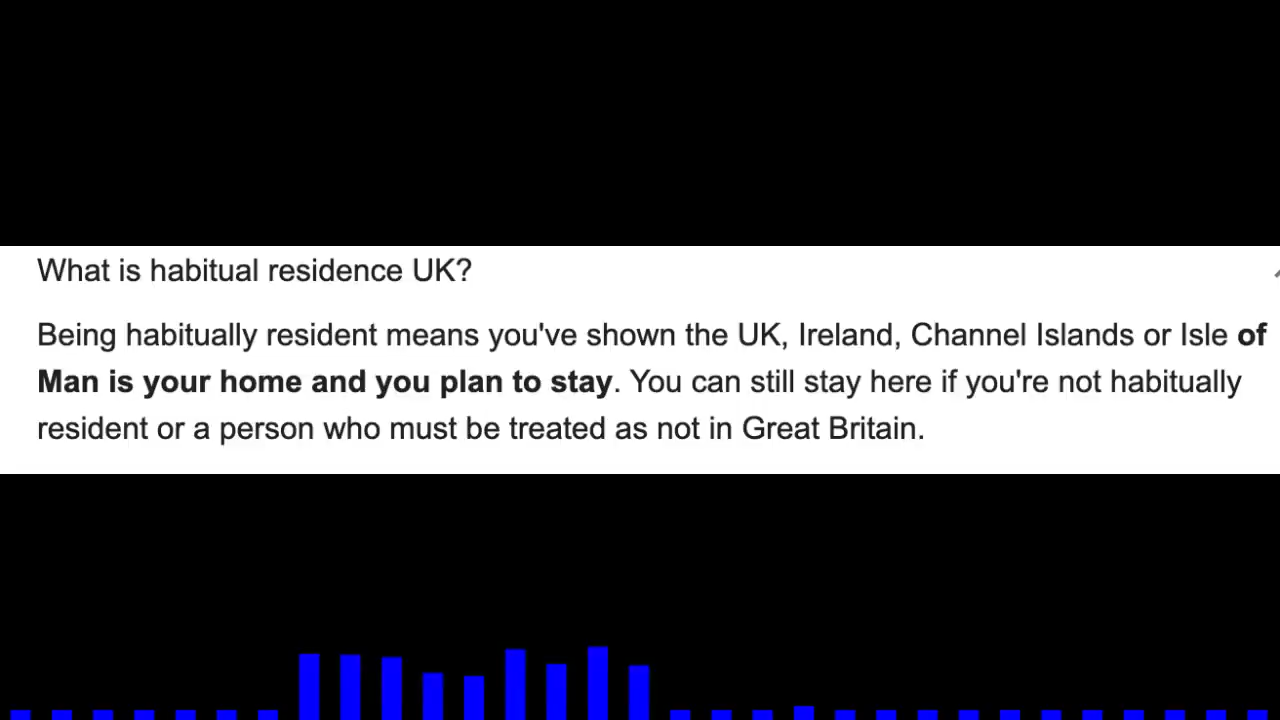 What is habitual residence UK?
Being habitually resident means you've shown the UK, Ireland, Channel Islands or Isle of
Man is your home and you plan to stay. You can still stay here if you're not habitually
resident or a person who must be treated as not in Great Britain.